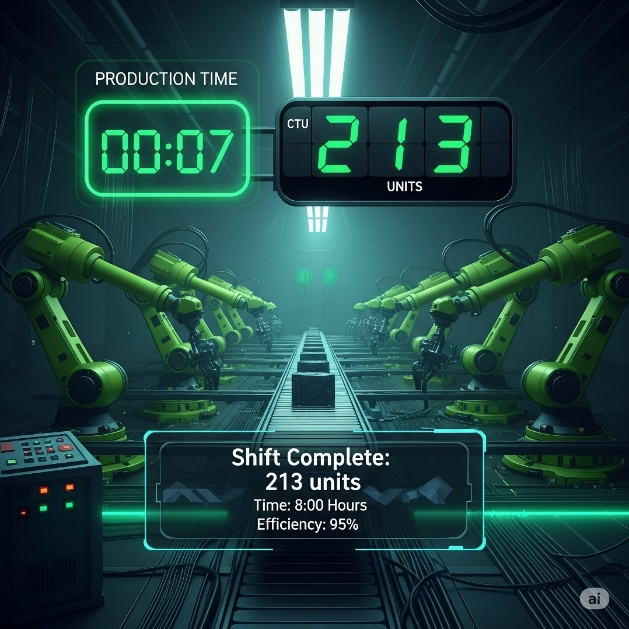 PRODUCTION TIME
00:07
CTU
213
UNITS
Shift Complete:
213 units
Time: 8:00 Hours
Efficiency: 95%
ai